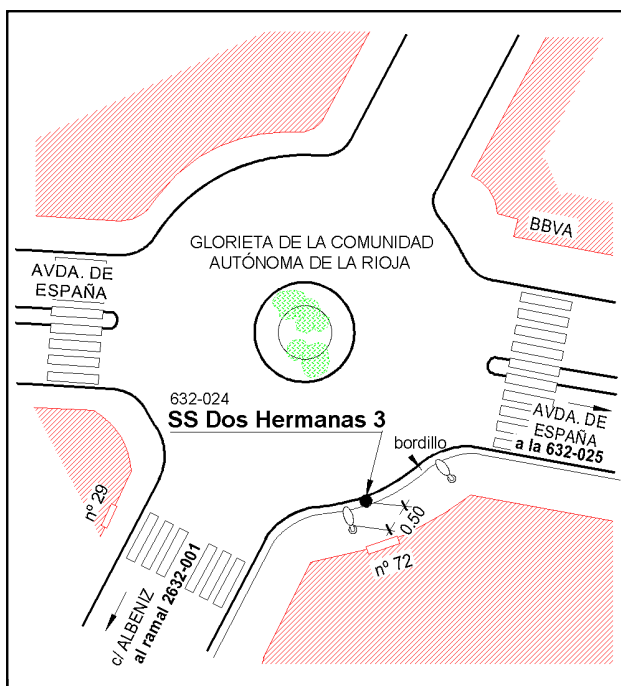 BBVA
GLORIETA DE LA COMUNIDAD
AUTÓNOMA DE LA RIOJA
AVDA. DE
ESPAÑA
632-024
SS Dos Hermanas 3
bordillo
AVDA. DE
ESPAÑA
a la 632-025
nº 29
0.50
nº 72
c/ ALBENIZ
al ramal 2632-001